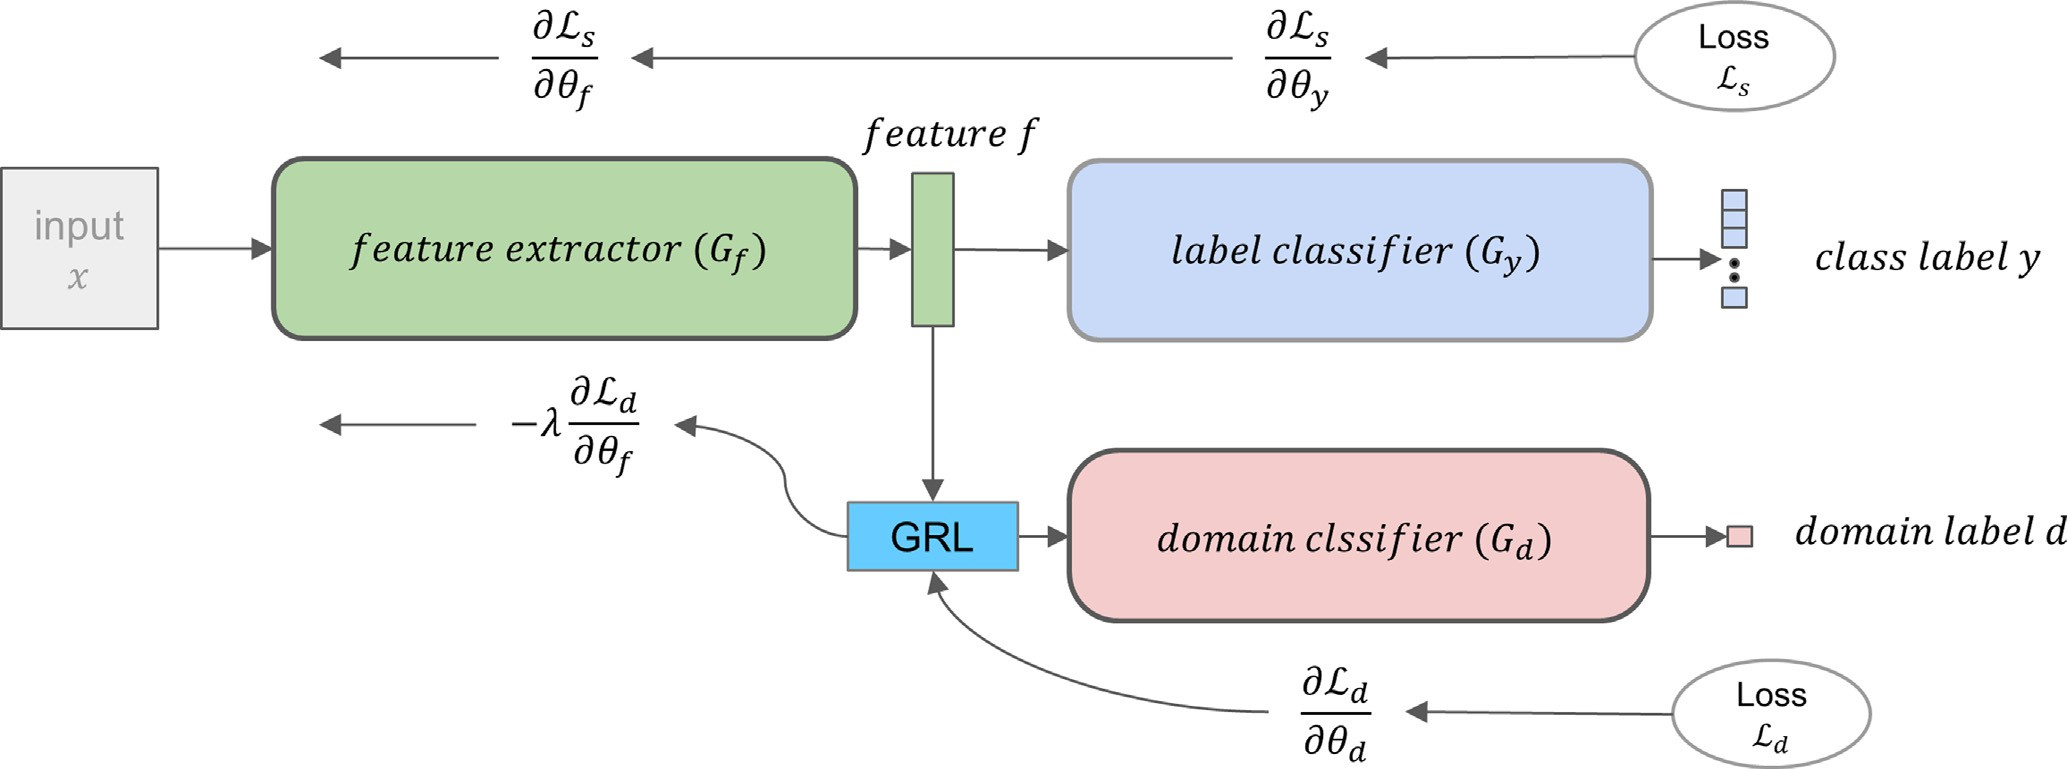 ∂ℒs/∂θf
∂ℒs/∂θy
Loss
ℒs
feature f
input
x
feature extractor (Gf)
label classifier (Gy)
class label y
−λ ∂ℒd/∂θf
GRL
domain clssifier (Gd)
domain label d
∂ℒd/∂θd
Loss
ℒd